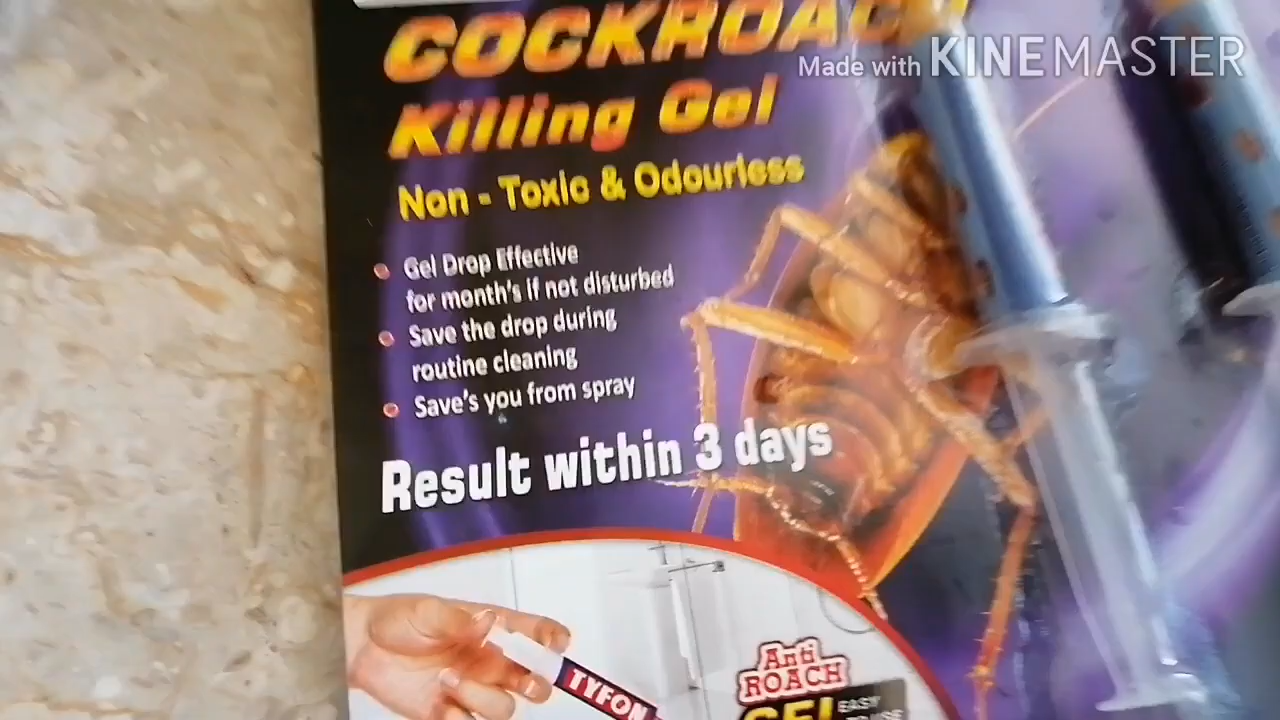 COCKROACH
Made with KINEMASTER
Killing Gel
Non - Toxic & Odourless
Gel Drop Effective
for month's if not disturbed
Save the drop during
routine cleaning
Save's you from spray
Result within 3 days
Anti
ROACH
TYFON
GEL
EASY